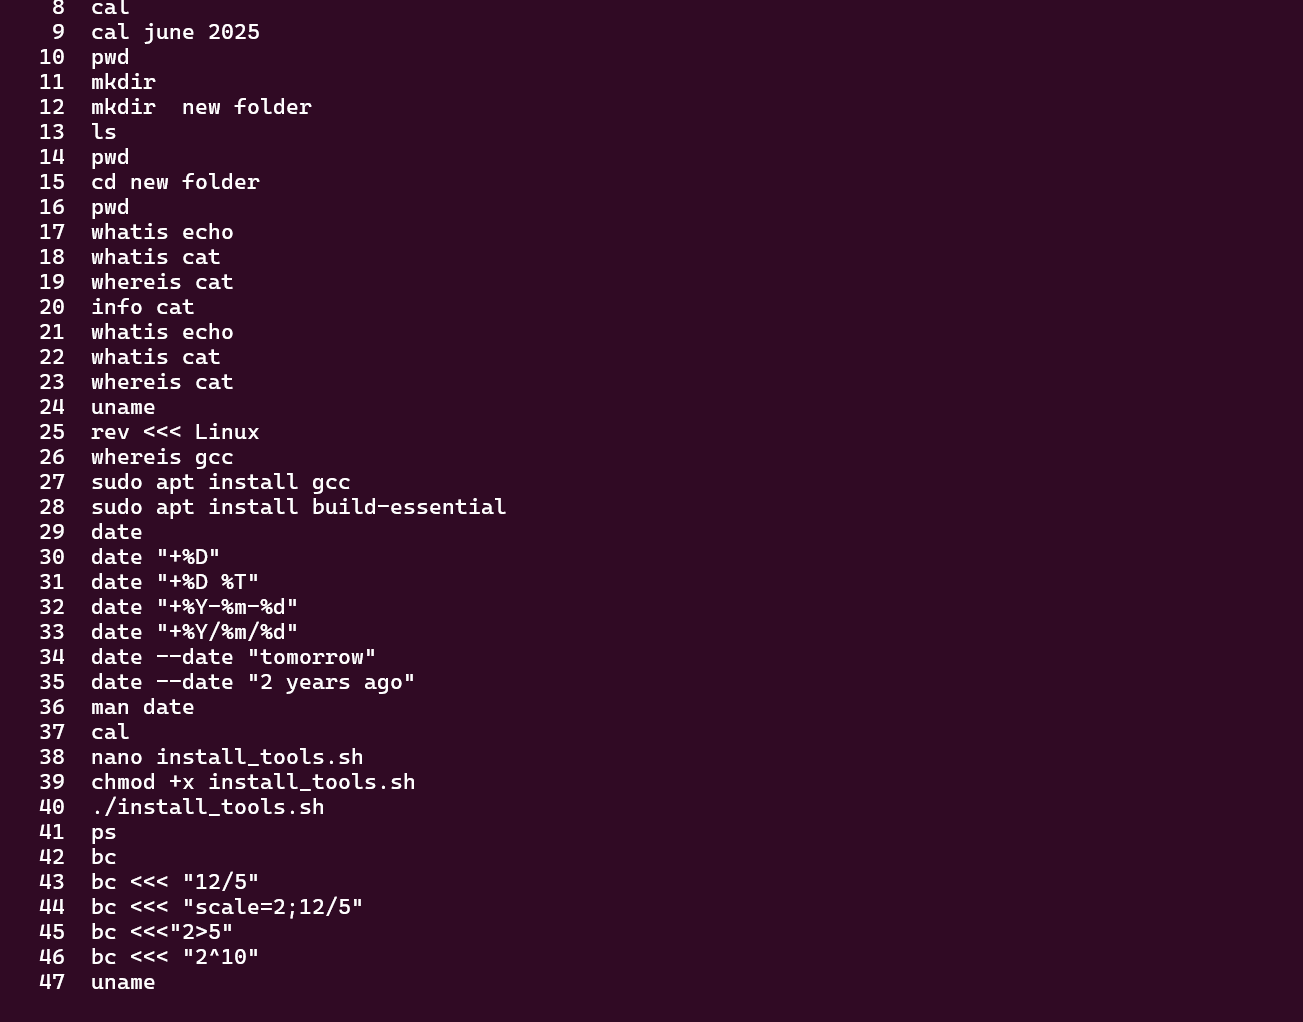 8  cal
9  cal june 2025
10  pwd
11  mkdir
12  mkdir  new folder
13  ls
14  pwd
15  cd new folder
16  pwd
17  whatis echo
18  whatis cat
19  whereis cat
20  info cat
21  whatis echo
22  whatis cat
23  whereis cat
24  uname
25  rev <<< Linux
26  whereis gcc
27  sudo apt install gcc
28  sudo apt install build-essential
29  date
30  date "+%D"
31  date "+%D %T"
32  date "+%Y-%m-%d"
33  date "+%Y/%m/%d"
34  date --date "tomorrow"
35  date --date "2 years ago"
36  man date
37  cal
38  nano install_tools.sh
39  chmod +x install_tools.sh
40  ./install_tools.sh
41  ps
42  bc
43  bc <<< "12/5"
44  bc <<< "scale=2;12/5"
45  bc <<<"2>5"
46  bc <<< "2^10"
47  uname